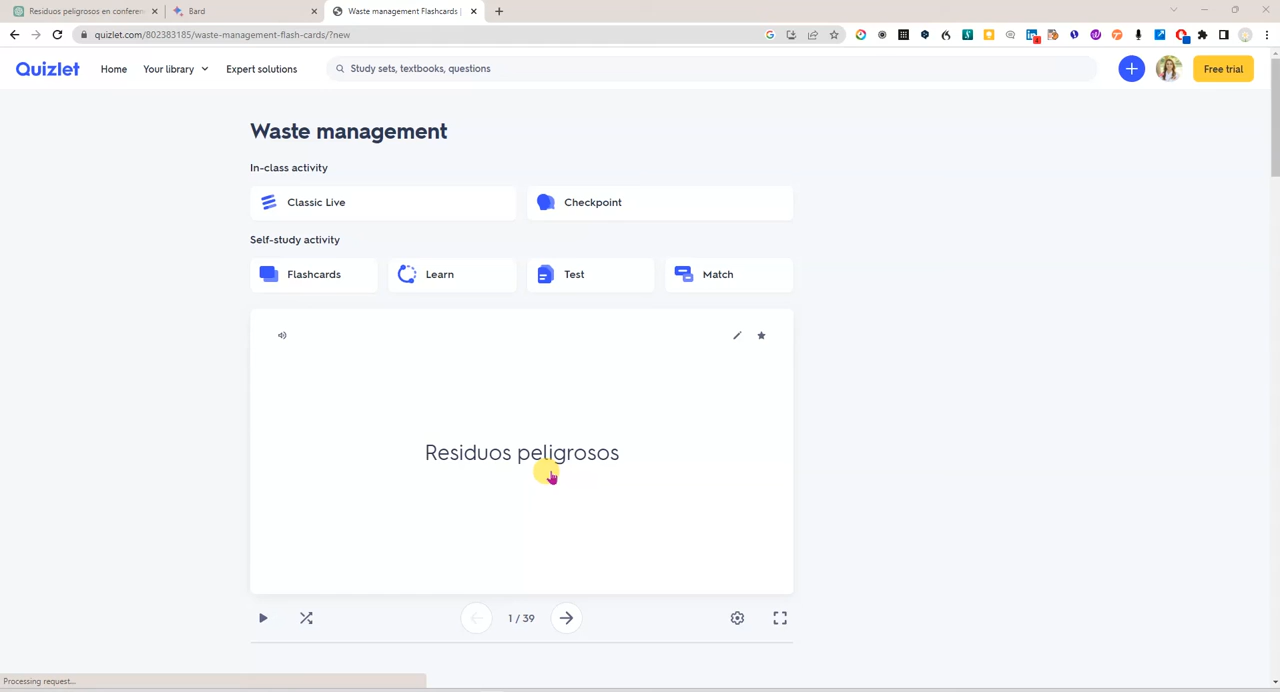 Residuos peligrosos en conferen
Bard
Waste management Flashcards |
quizlet.com/802383185/waste-management-flash-cards/?new
Quizlet
Home
Your library
Expert solutions
Study sets, textbooks, questions
Free trial
Waste management
In-class activity
Classic Live
Checkpoint
Self-study activity
Flashcards
Learn
Test
Match
Residuos peligrosos
1 / 39
Processing request...